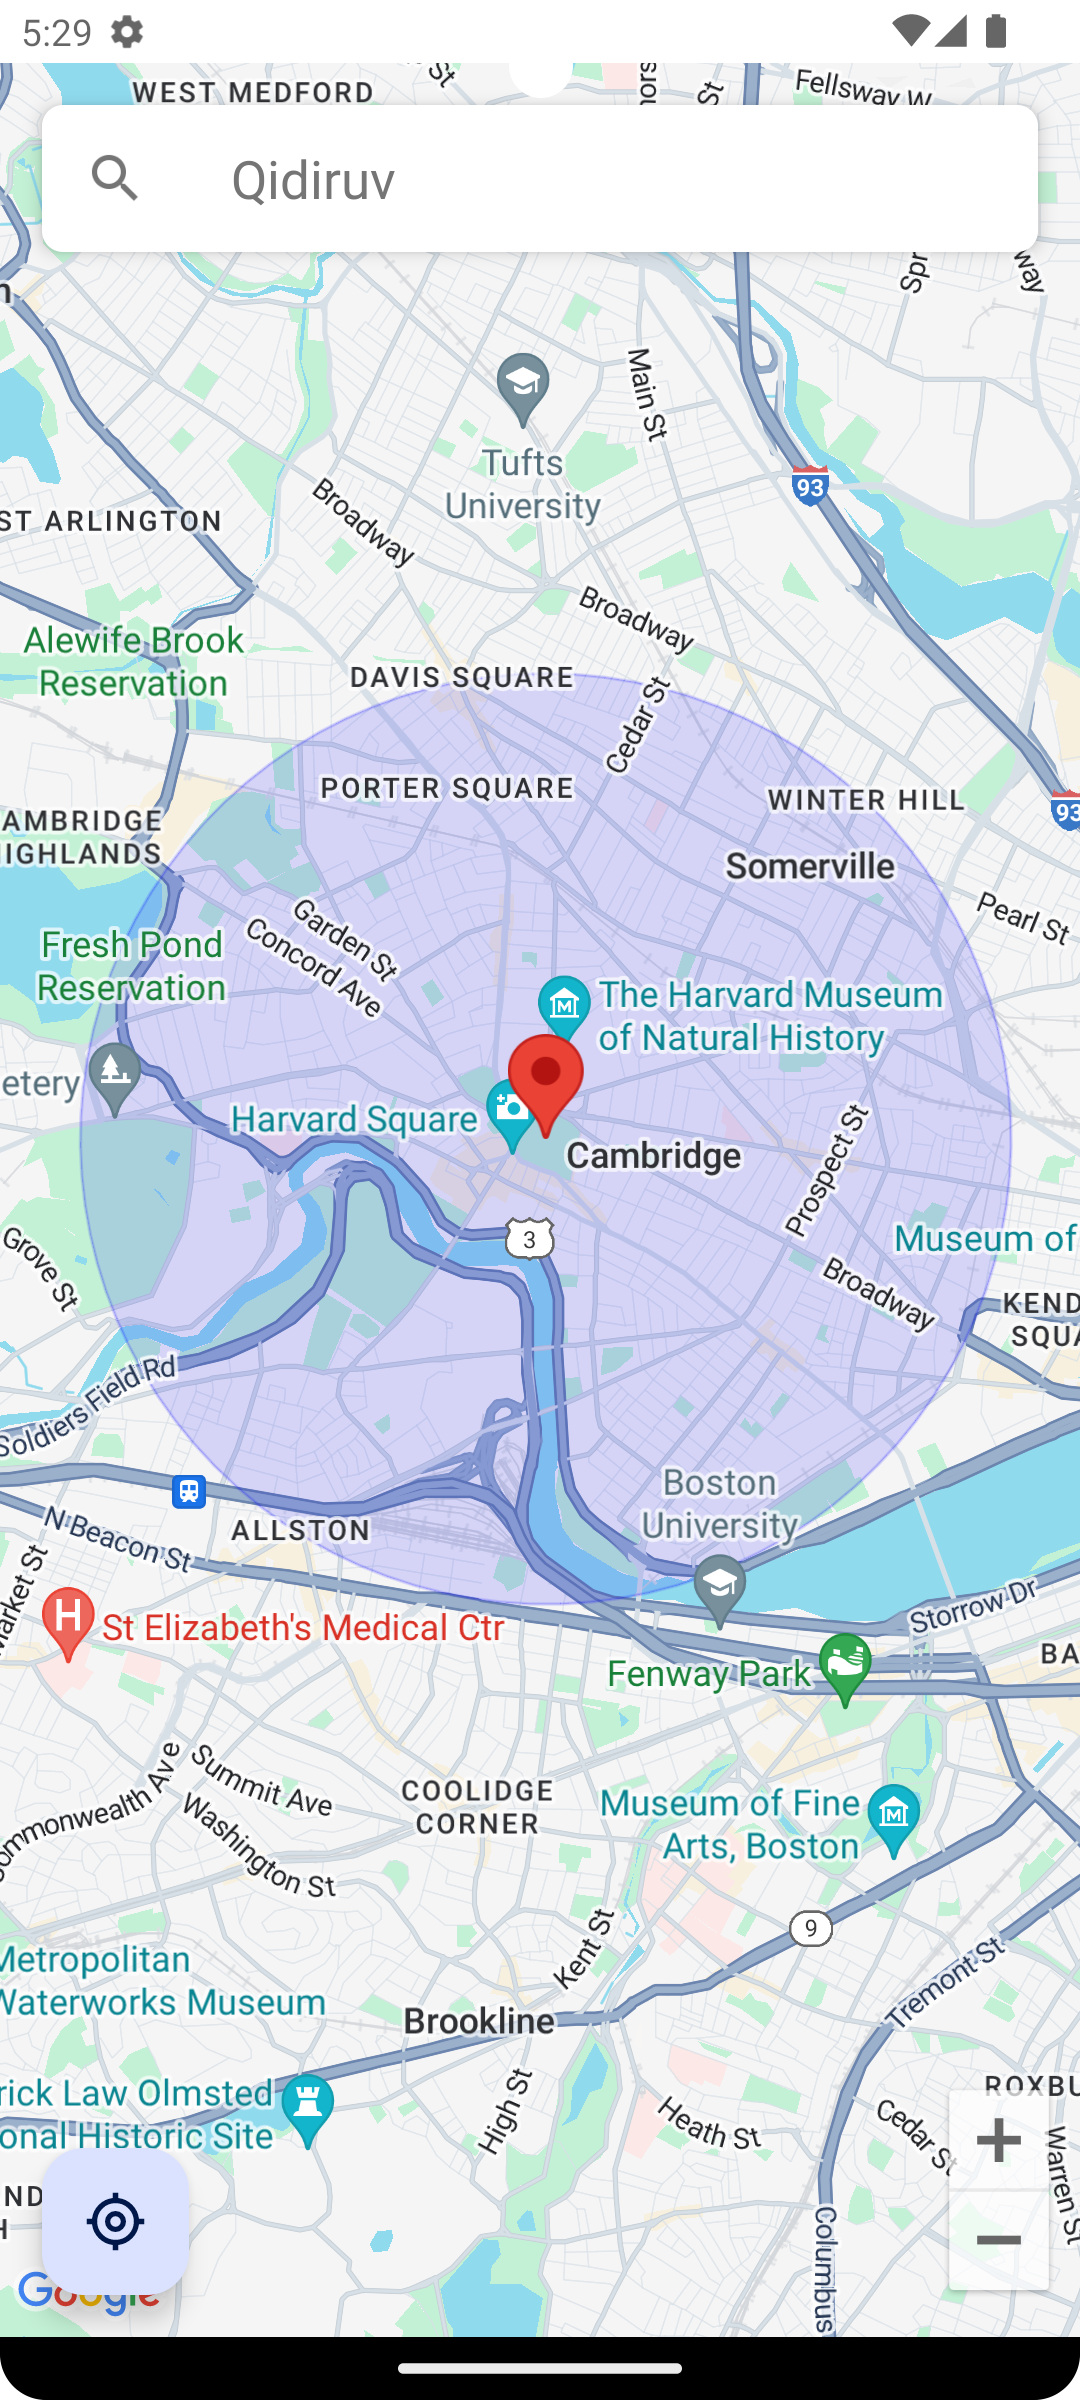 5:29
WEST MEDFORD
St
St
Fellsway W
Qidiruv
Main St
Tufts
University
93
Broadway
ST ARLINGTON
Broadway
Alewife Brook
Reservation
DAVIS SQUARE
Cedar St
PORTER SQUARE
WINTER HILL
93
AMBRIDGE
IGHLANDS
Somerville
Pearl St
Garden St
Concord Ave
Fresh Pond
Reservation
The Harvard Museum
of Natural History
etery
Harvard Square
Cambridge
Prospect St
3
Museum of
Grove St
Broadway
KEND
SQUA
Soldiers Field Rd
Boston
University
N Beacon St
ALLSTON
Market St
St Elizabeth's Medical Ctr
Storrow Dr
Fenway Park
BA
Summit Ave
ommonwealth Ave
Washington St
COOLIDGE
CORNER
Museum of Fine
Arts, Boston
9
Kent St
Metropolitan
Waterworks Museum
Tremont St
Brookline
rick Law Olmsted
onal Historic Site
High St
Heath St
ROXBU
Cedar St
Warren St
ND
H
Columbus
Google